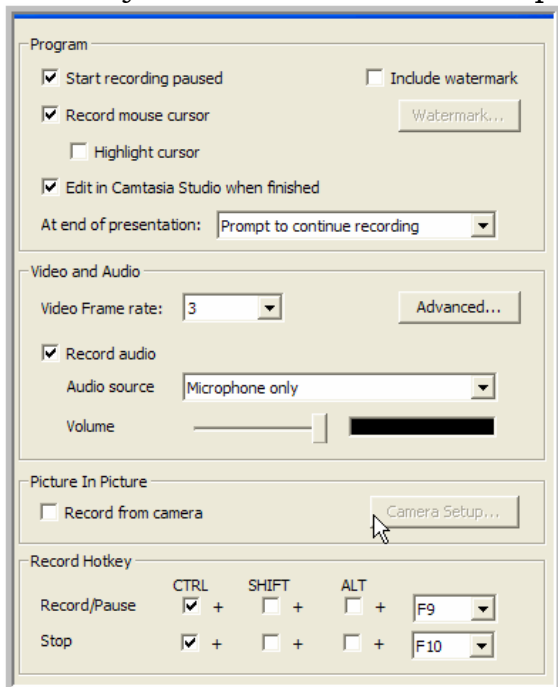 Program
Start recording paused Include watermark
Record mouse cursor Watermark...
Highlight cursor
Edit in Camtasia Studio when finished
At end of presentation: Prompt to continue recording
Video and Audio
Video Frame rate: 3 Advanced...
Record audio
Audio source Microphone only
Volume
Picture In Picture
Record from camera Camera Setup...
Record Hotkey
CTRL SHIFT ALT
Record/Pause + + + F9
Stop + + + F10